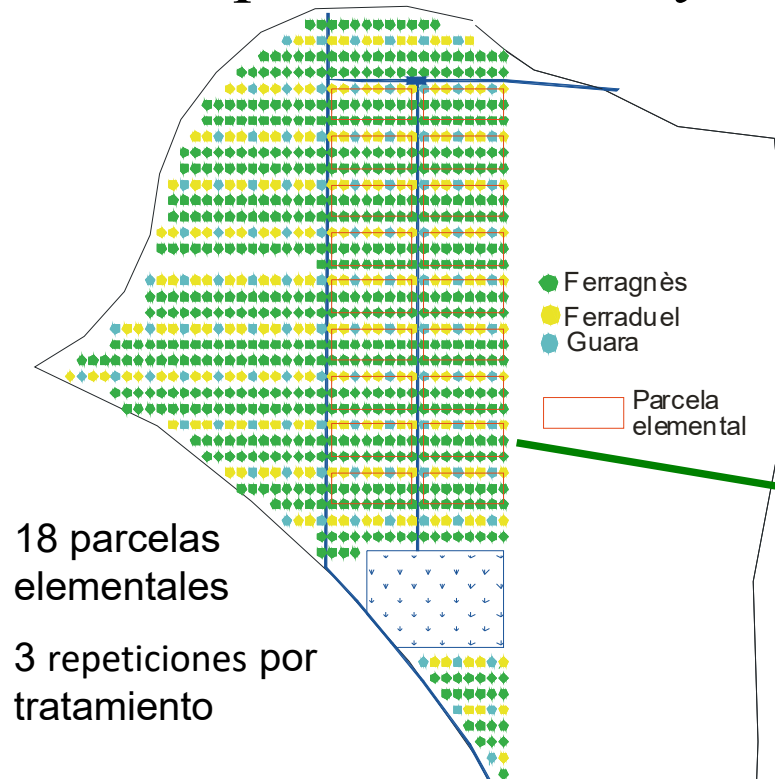 Ferragnès
Ferraduel
Guara
Parcela
elemental
18 parcelas
elementales
3 repeticiones por
tratamiento